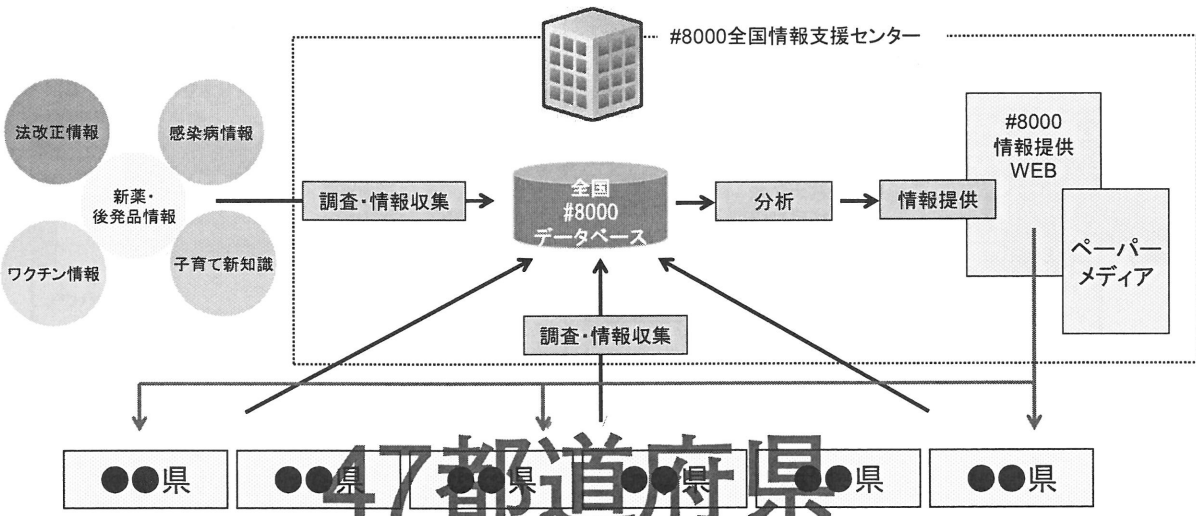 #8000全国情報支援センター
法改正情報
感染病情報
新薬・
後発品情報
ワクチン情報
子育て新知識
調査・情報収集
全国
#8000
データベース
分析
情報提供
#8000
情報提供
WEB
ペーパー
メディア
調査・情報収集
47都道府県
●●県
●●県
●●県
●●県
●●県
●●県